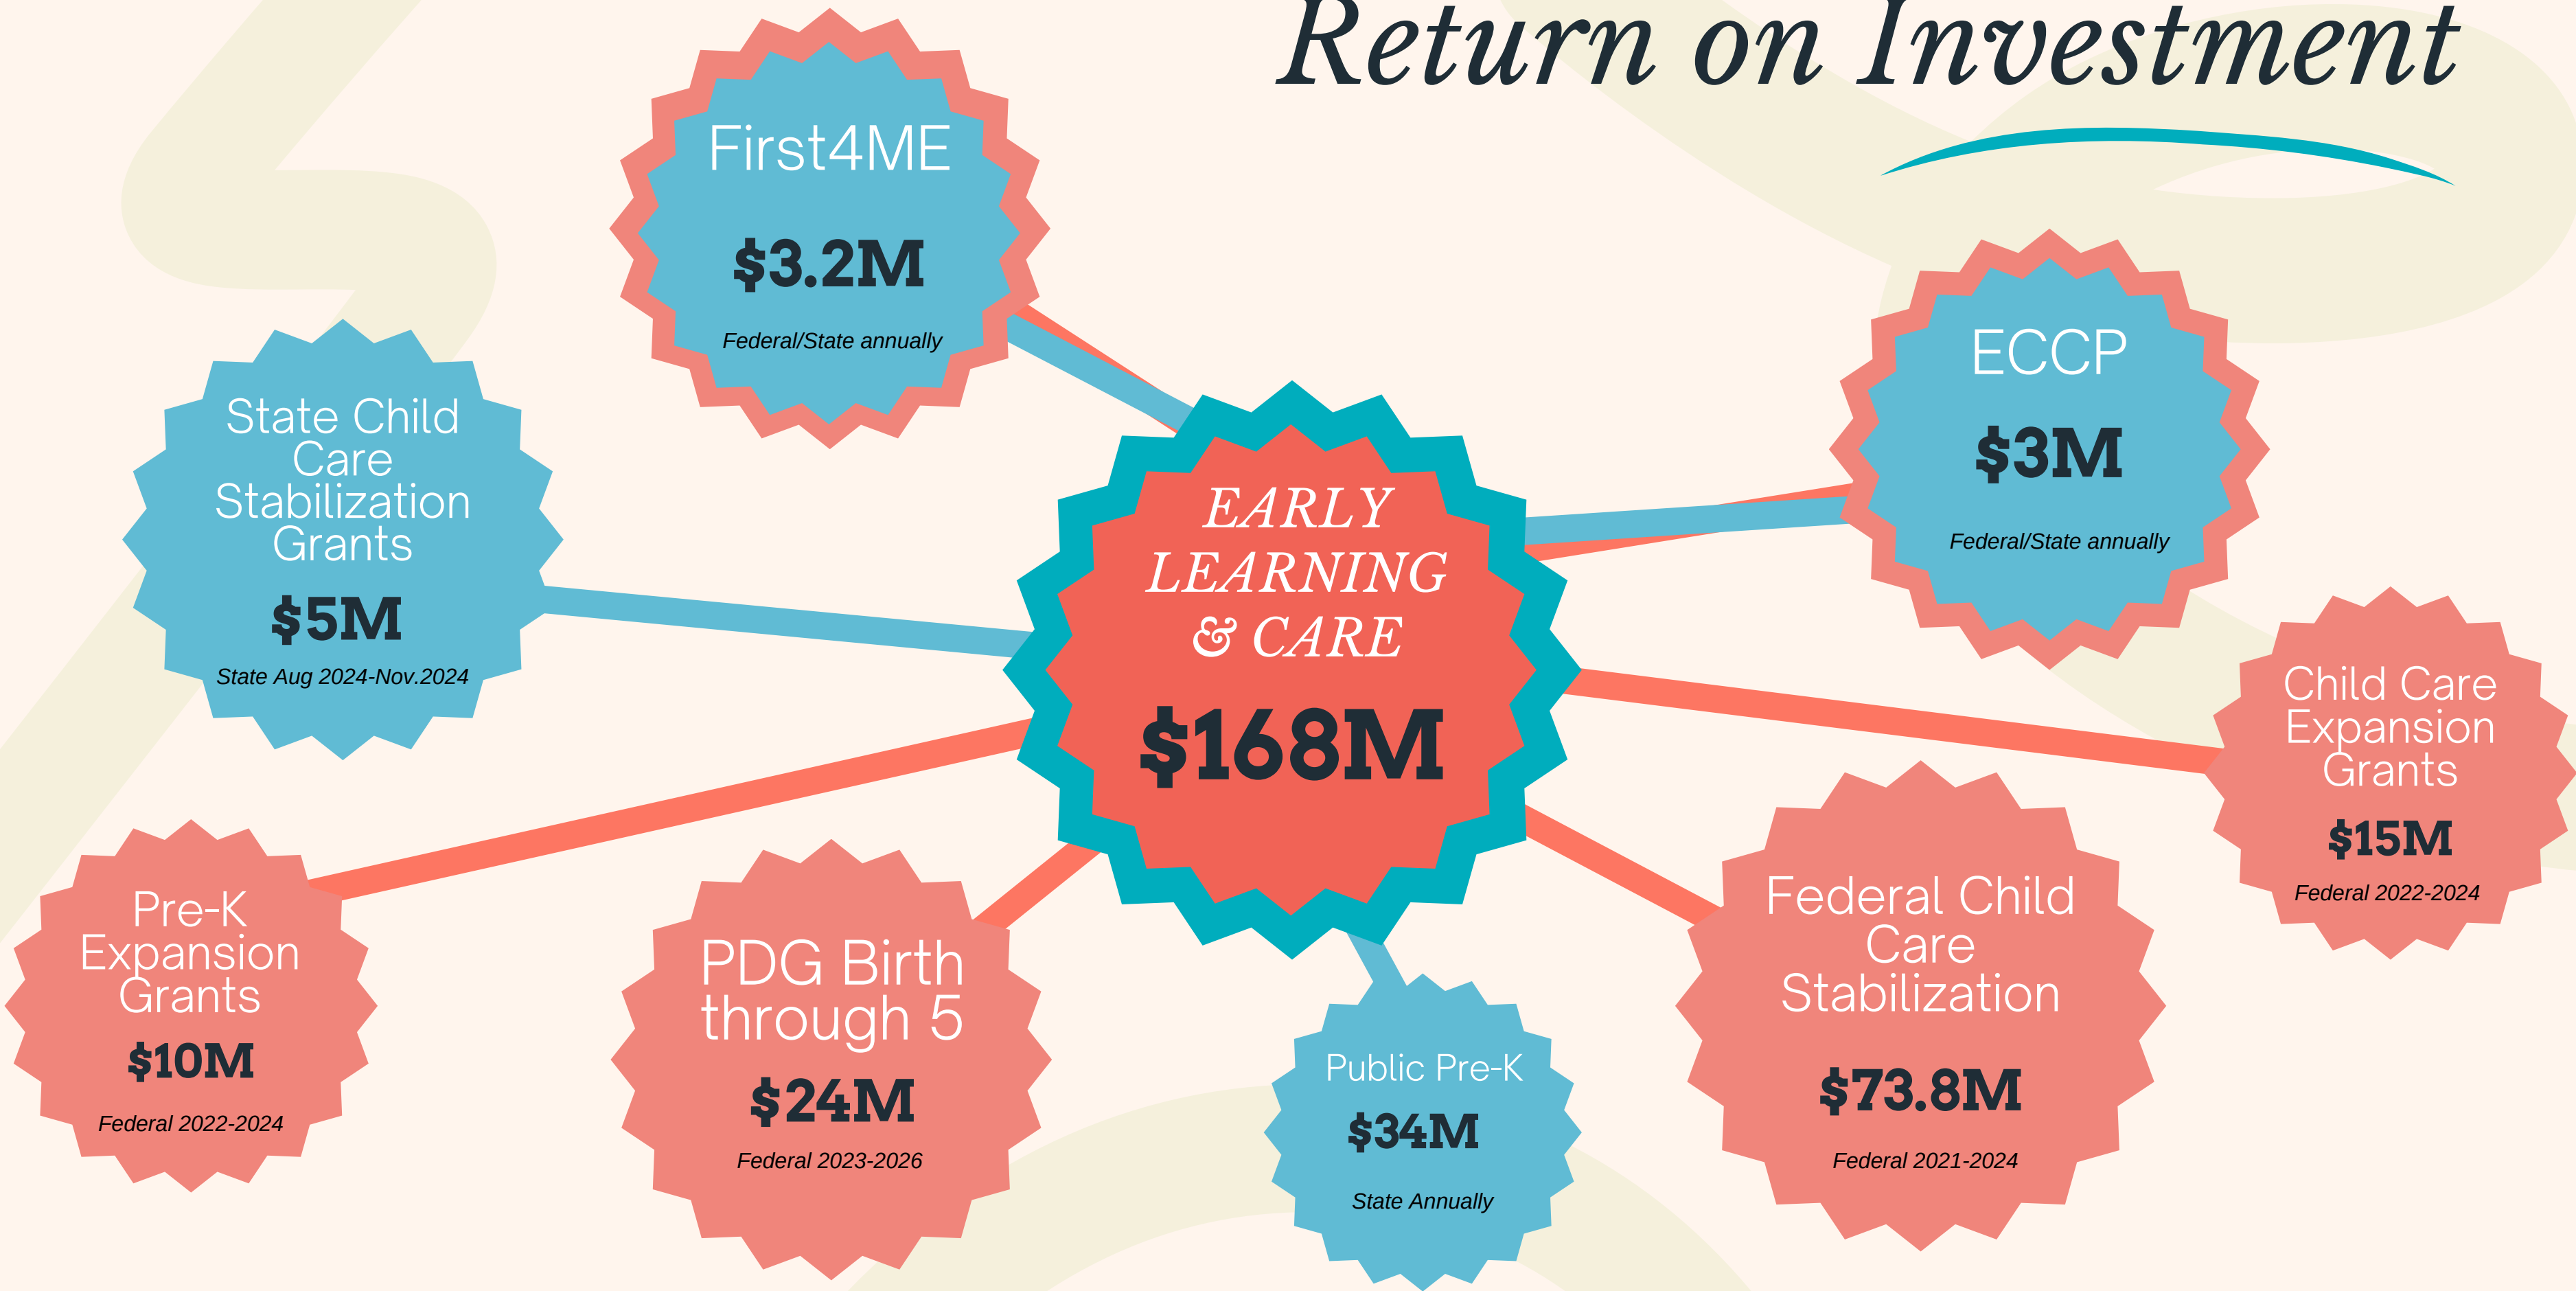 Return on Investment
First4ME
$3.2M
Federal/State annually
ECCP
$3M
Federal/State annually
State Child
Care
Stabilization
Grants
$5M
State Aug 2024-Nov.2024
EARLY
LEARNING
& CARE
$168M
Child Care
Expansion
Grants
$15M
Federal 2022-2024
Pre-K
Expansion
Grants
$10M
Federal 2022-2024
PDG Birth
through 5
$24M
Federal 2023-2026
Public Pre-K
$34M
State Annually
Federal Child
Care
Stabilization
$73.8M
Federal 2021-2024